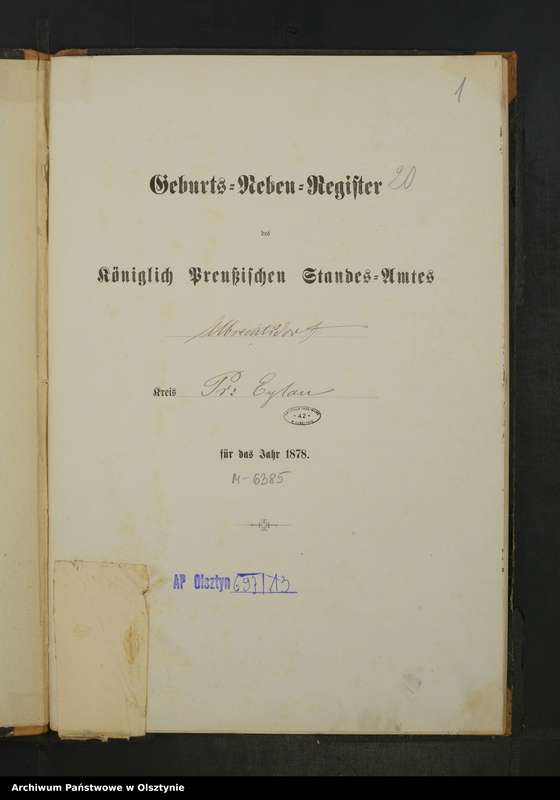 1
Geburts-Neben-Register 20
des
Königlich Preußischen Standes-Amtes
Albrechtsdorf
Kreis Pr: Eylau
42
für das Jahr 1878.
M-6385
AP Olsztyn 697/13
Archiwum Państwowe w Olsztynie